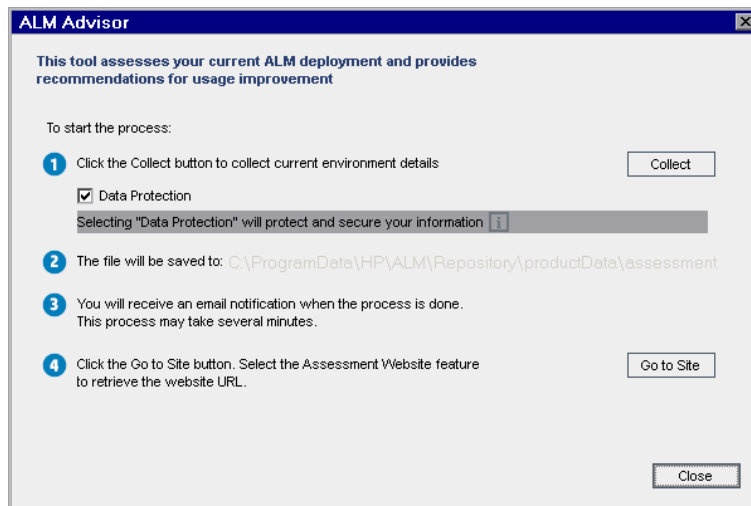 ALM Advisor
This tool assesses your current ALM deployment and provides
recommendations for usage improvement
To start the process:
1 Click the Collect button to collect current environment details
Collect
Data Protection
Selecting "Data Protection" will protect and secure your information i
2 The file will be saved to: C:\ProgramData\HP\ALM\Repository\productData\assessment
3 You will receive an email notification when the process is done.
This process may take several minutes.
4 Click the Go to Site button. Select the Assessment Website feature
to retrieve the website URL.
Go to Site
Close